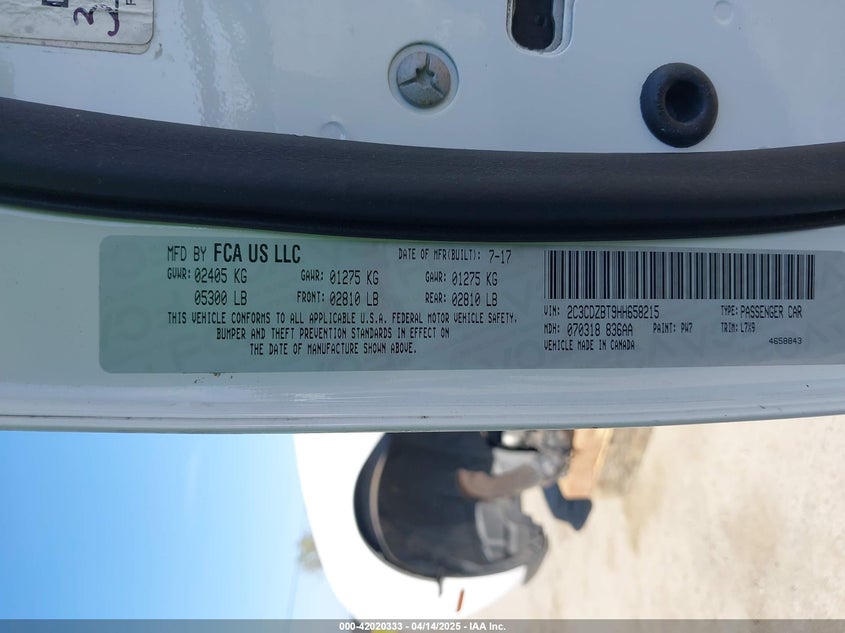 MFD BY FCA US LLC
DATE OF MFR(BUILT): 7-17
GVWR: 02405 KG
GAWR: 01275 KG
GAWR: 01275 KG
05300 LB
FRONT: 02810 LB
REAR: 02810 LB
THIS VEHICLE CONFORMS TO ALL APPLICABLE U.S.A. FEDERAL MOTOR VEHICLE SAFETY,
BUMPER AND THEFT PREVENTION STANDARDS IN EFFECT ON
THE DATE OF MANUFACTURE SHOWN ABOVE.
VIN: 2C3CDZBT9HH658215
TYPE: PASSENGER CAR
MDH: 070318 836AA
PAINT: PW7
TRIM: L7X9
VEHICLE MADE IN CANADA
4658843
000-42020333 - 04/14/2025 - IAA Inc.